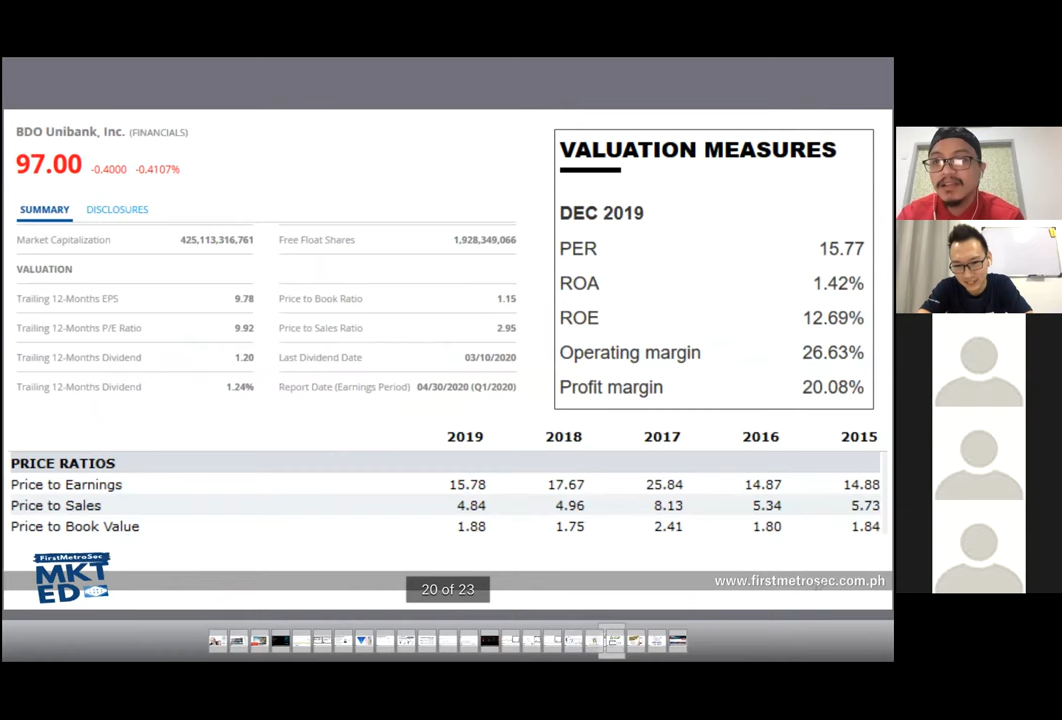 BDO Unibank, Inc. (FINANCIALS)
97.00 -0.4000 -0.4107%
SUMMARY DISCLOSURES
Market Capitalization 425,113,316,761 Free Float Shares 1,928,349,066
VALUATION
Trailing 12-Months EPS 9.78 Price to Book Ratio 1.15
Trailing 12-Months P/E Ratio 9.92 Price to Sales Ratio 2.95
Trailing 12-Months Dividend 1.20 Last Dividend Date 03/10/2020
Trailing 12-Months Dividend 1.24% Report Date (Earnings Period) 04/30/2020 (Q1/2020)
VALUATION MEASURES
DEC 2019
PER 15.77
ROA 1.42%
ROE 12.69%
Operating margin 26.63%
Profit margin 20.08%
2019 2018 2017 2016 2015
PRICE RATIOS
Price to Earnings 15.78 17.67 25.84 14.87 14.88
Price to Sales 4.84 4.96 8.13 5.34 5.73
Price to Book Value 1.88 1.75 2.41 1.80 1.84
FirstMetroSec
MKT
ED
20 of 23
www.firstmetrosec.com.ph